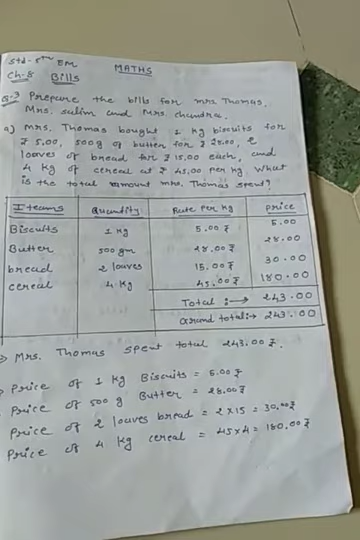 Std-5th EM
MATHS
Ch-8 Bills
Q.3 Prepare the bills for mrs Thomas,
Mrs. salim and Mrs. chandra.
a) Mrs. Thomas bought 1 kg biscuits for
₹ 5.00, 500g of butter for ₹ 28.00, 2
loaves of bread for ₹ 15.00 each, and
4 kg of cereal at ₹ 45.00 per kg. What
is the total amount mrs. Thomas spent?
Iteams Quantity Rate Per kg price
Biscuits 1 kg 5.00 ₹ 5.00
Butter 500 gm 28.00 ₹ 28.00
bread 2 loaves 15.00 ₹ 30.00
cereal 4 kg 45.00 ₹ 180.00
Total :→ 243.00
Grand total:→ 243.00
Mrs. Thomas spent total 243.00 ₹.
Price of 1 kg Biscuits = 5.00 ₹
Price of 500 g Butter = 28.00 ₹
Price of 2 loaves bread = 2 x 15 = 30.00 ₹
Price of 4 kg cereal = 45 x 4 = 180.00 ₹